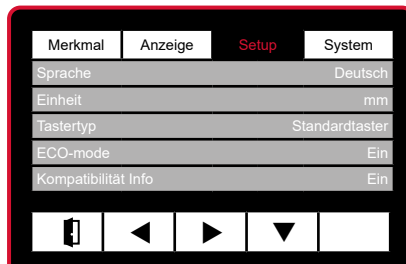 Merkmal Anzeige Setup System
Sprache Deutsch
Einheit mm
Tastertyp Standardtaster
ECO-mode Ein
Kompatibilität Info Ein